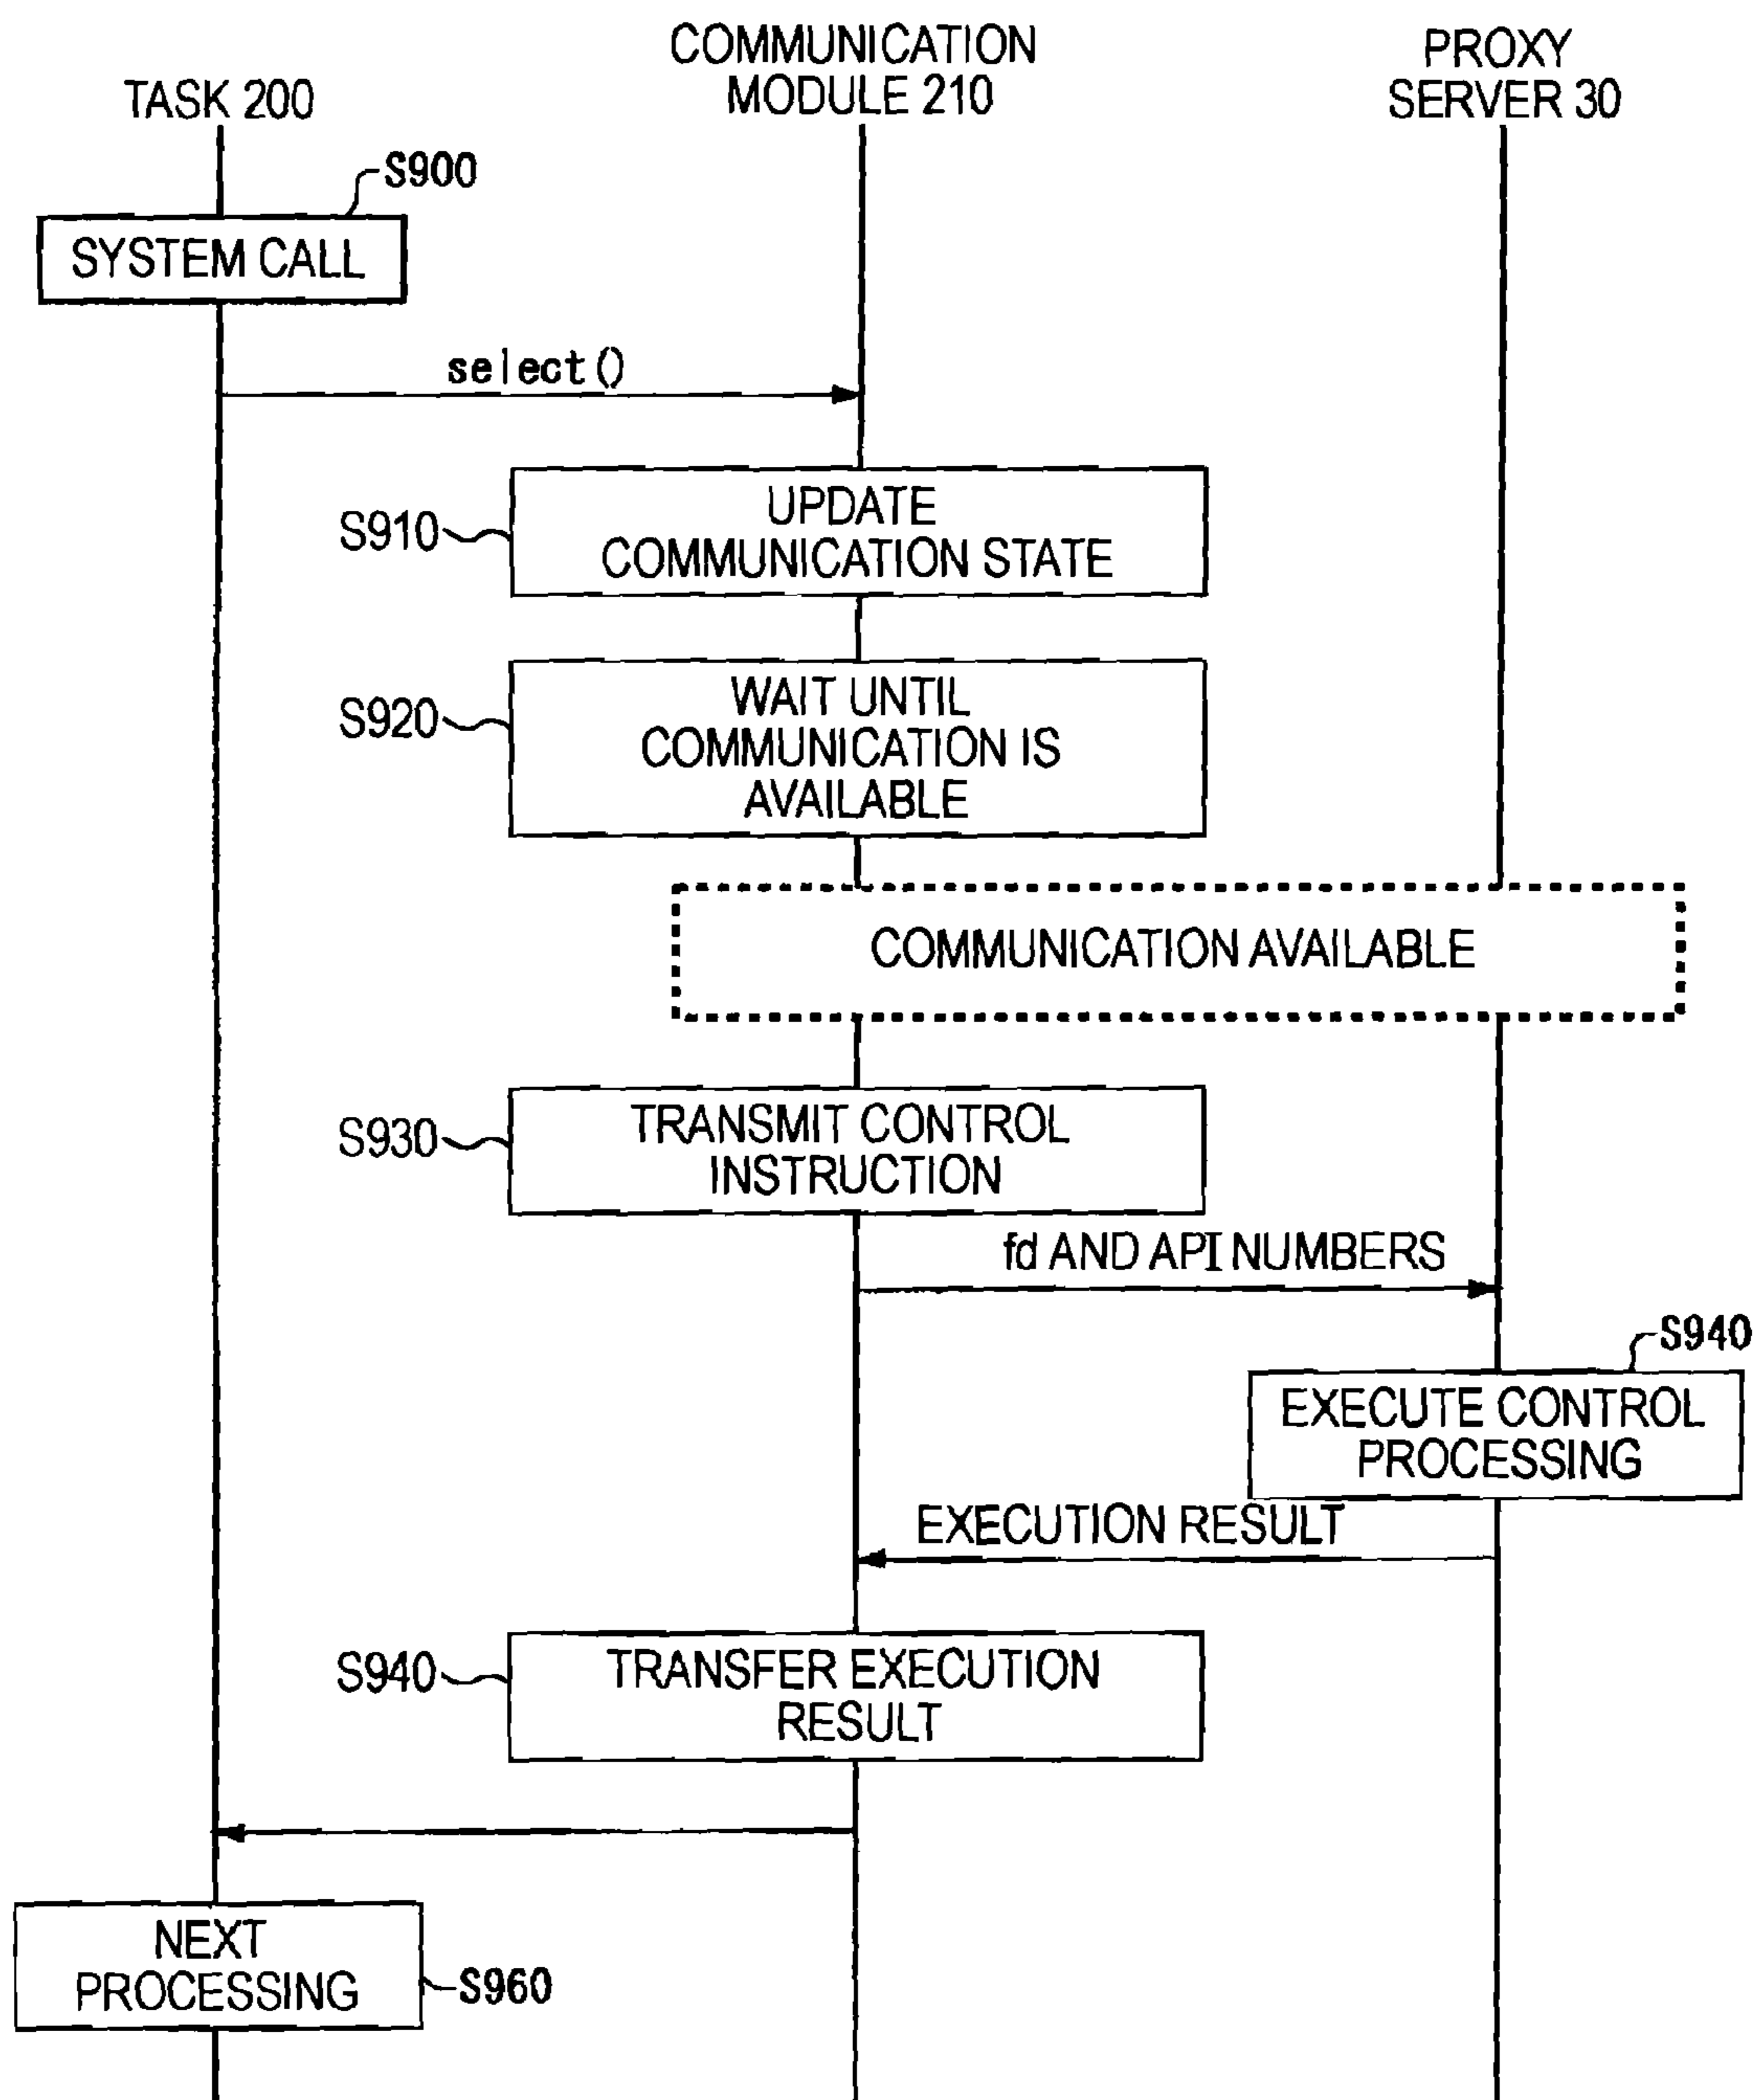 COMMUNICATION
MODULE 210
PROXY
SERVER 30
TASK 200
S900
SYSTEM CALL
select()
S910
UPDATE
COMMUNICATION STATE
S920
WAIT UNTIL
COMMUNICATION IS
AVAILABLE
COMMUNICATION AVAILABLE
S930
TRANSMIT CONTROL
INSTRUCTION
fd AND API NUMBERS
S940
EXECUTE CONTROL
PROCESSING
EXECUTION RESULT
S940
TRANSFER EXECUTION
RESULT
NEXT
PROCESSING
S960